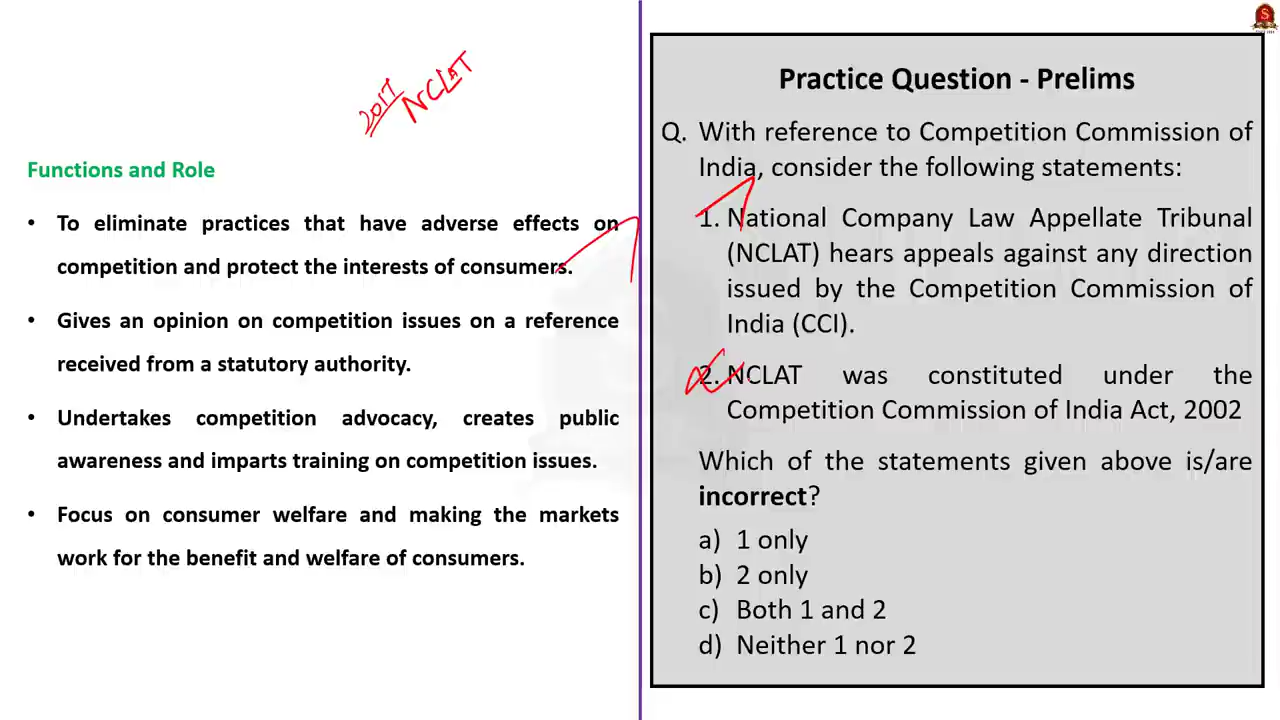 2017 NCLAT
Functions and Role
• To eliminate practices that have adverse effects on
competition and protect the interests of consumers.
• Gives an opinion on competition issues on a reference
received from a statutory authority.
• Undertakes competition advocacy, creates public
awareness and imparts training on competition issues.
• Focus on consumer welfare and making the markets
work for the benefit and welfare of consumers.
Practice Question - Prelims
Q. With reference to Competition Commission of
India, consider the following statements:
1. National Company Law Appellate Tribunal
(NCLAT) hears appeals against any direction
issued by the Competition Commission of
India (CCI).
2. NCLAT was constituted under the
Competition Commission of India Act, 2002
Which of the statements given above is/are
incorrect?
a) 1 only
b) 2 only
c) Both 1 and 2
d) Neither 1 nor 2